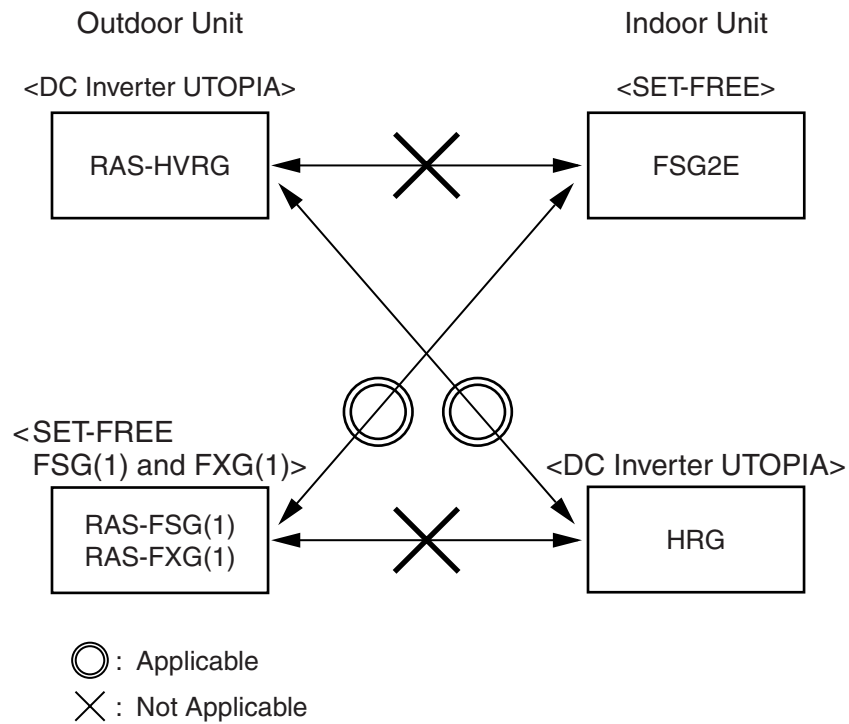 Outdoor Unit
Indoor Unit
<DC Inverter UTOPIA>
<SET-FREE>
RAS-HVRG
FSG2E
<SET-FREE
FSG(1) and FXG(1)>
<DC Inverter UTOPIA>
RAS-FSG(1)
RAS-FXG(1)
HRG
: Applicable
: Not Applicable